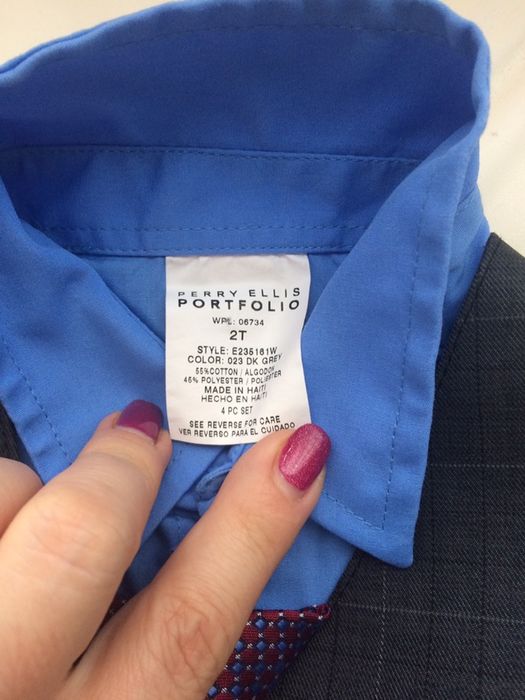 PERRY ELLIS
PORTFOLIO
WPL: 06734
2T
STYLE: E235161W
COLOR: 023 DK GREY
55%COTTON / ALGODON
45% POLYESTER / POLIESTER
MADE IN HAITI
HECHO EN HAITI
4 PC SET
SEE REVERSE FOR CARE
VER REVERSO PARA EL CUIDADO